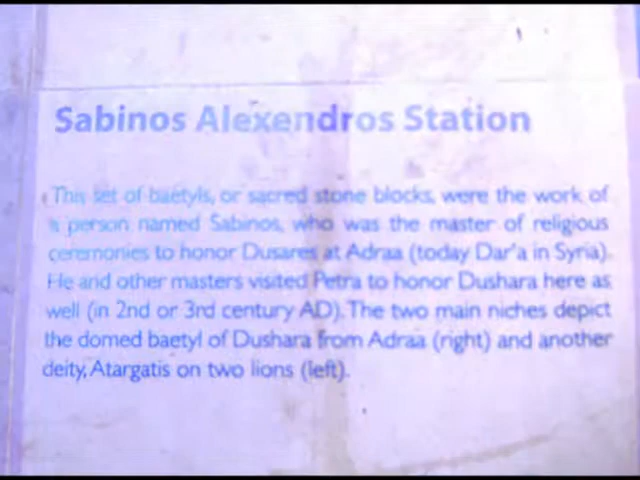 Sabinos Alexendros Station
This set of baetyls, or sacred stone blocks, were the work of
a person named Sabinos, who was the master of religious
ceremonies to honor Dusares at Adraa (today Dar'a in Syria).
He and other masters visited Petra to honor Dushara here as
well (in 2nd or 3rd century AD). The two main niches depict
the domed baetyl of Dushara from Adraa (right) and another
deity, Atargatis on two lions (left).